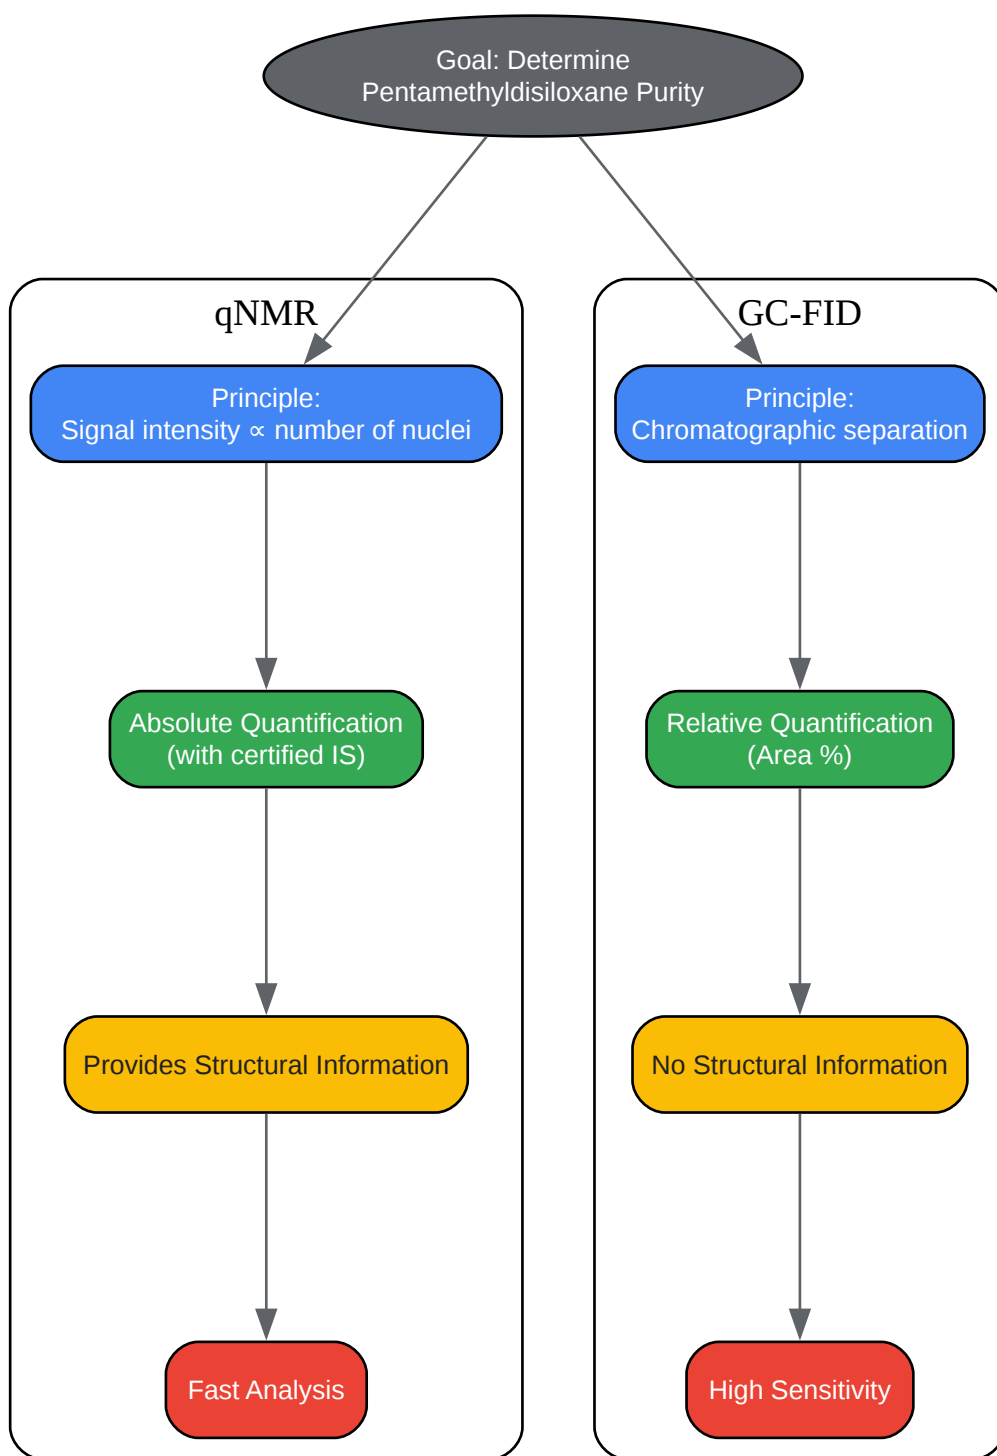 Goal: Determine
Pentamethyldisiloxane Purity
qNMR
Principle:
Signal intensity ∝ number of nuclei
Absolute Quantification
(with certified IS)
Provides Structural Information
Fast Analysis
GC-FID
Principle:
Chromatographic separation
Relative Quantification
(Area %)
No Structural Information
High Sensitivity